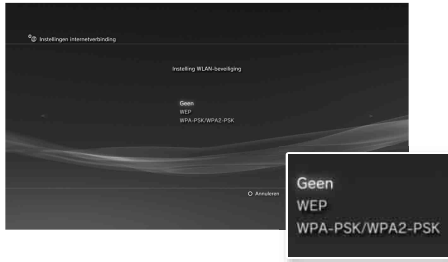 Instellingen internetverbinding
Instelling WLAN-beveiliging
Geen
WEP
WPA-PSK/WPA2-PSK
Annuleren
Geen
WEP
WPA-PSK/WPA2-PSK